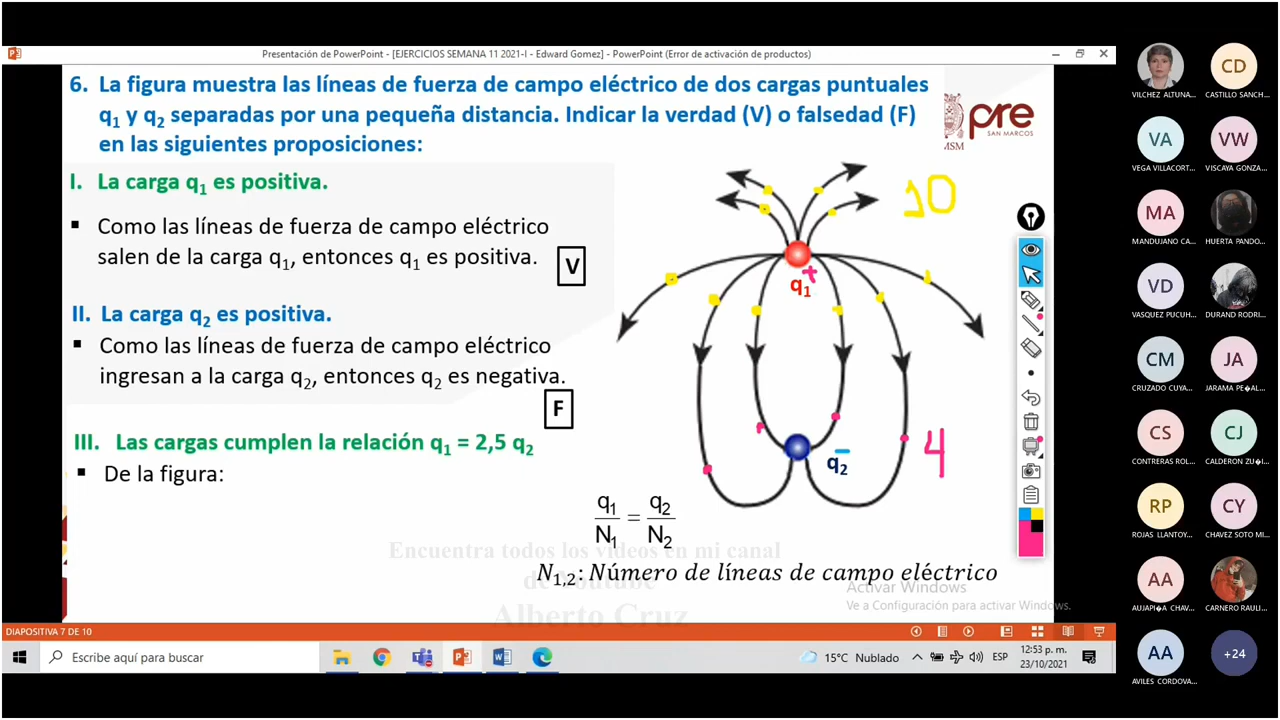 Presentación de PowerPoint - [EJERCICIOS SEMANA 11 2021-I - Edward Gomez] - PowerPoint (Error de activación de productos)
6. La figura muestra las líneas de fuerza de campo eléctrico de dos cargas puntuales
q1 y q2 separadas por una pequeña distancia. Indicar la verdad (V) o falsedad (F)
en las siguientes proposiciones:
pre
SAN MARCOS
MSM
I. La carga q1 es positiva.
▪ Como las líneas de fuerza de campo eléctrico
salen de la carga q1, entonces q1 es positiva.
V
II. La carga q2 es positiva.
▪ Como las líneas de fuerza de campo eléctrico
ingresan a la carga q2, entonces q2 es negativa.
F
III. Las cargas cumplen la relación q1 = 2,5 q2
▪ De la figura:
10
+
q1
4
−
q2
q1/N1 = q2/N2
N1,2: Número de líneas de campo eléctrico
Encuentra todos los videos en mi canal
de Youtube
Alberto Cruz
Activar Windows
Ve a Configuración para activar Windows.
DIAPOSITIVA 7 DE 10
Escribe aquí para buscar
15°C Nublado
ESP
12:53 p. m.
23/10/2021
VILCHEZ ALTUNA...
CD
CASTILLO SANCH...
VA
VEGA VILLACORT...
VW
VISCAYA GONZA...
MA
MANDUJANO CA...
HUERTA PANDO...
VD
VASQUEZ PUCUH...
DURAND RODRI...
CM
CRUZADO CUYA...
JA
JARAMA PE�AL...
CS
CONTRERAS ROL...
CJ
CALDERON ZU�I...
RP
ROJAS LLANTOY...
CY
CHAVEZ SOTO MI...
AA
AUJAPI�A CHAV...
CARNERO RAULI...
AA
AVILES CORDOVA...
+24